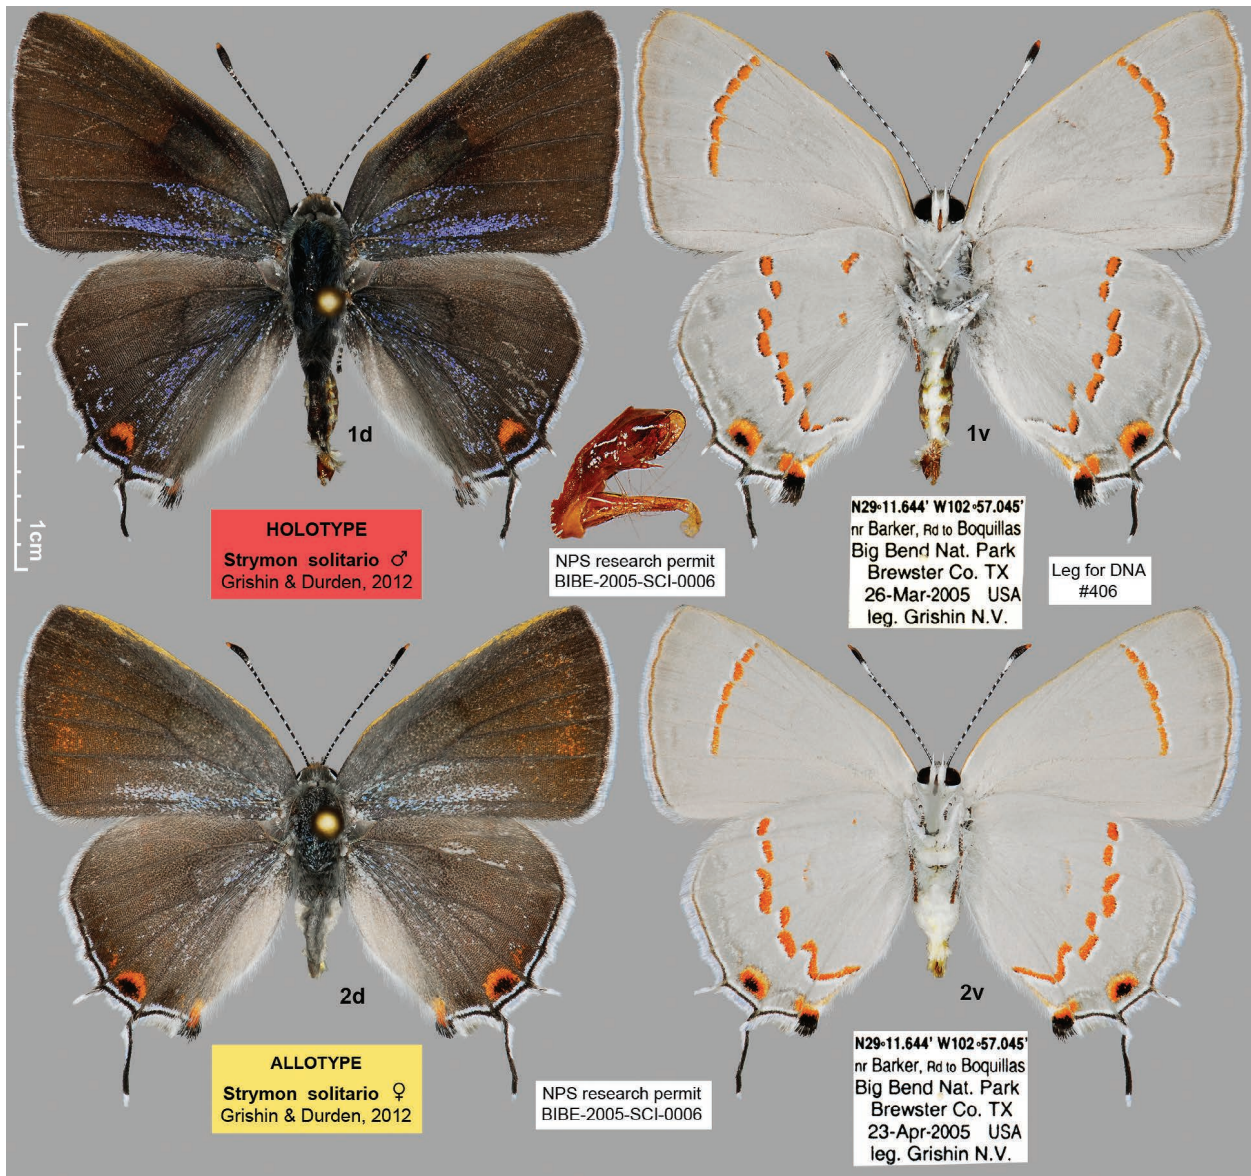 1d
1v
1cm
HOLOTYPE
Strymon solitario ♂
Grishin & Durden, 2012
NPS research permit
BIBE-2005-SCI-0006
N29◦11.644' W102◦57.045'
nr Barker, Rd to Boquillas
Big Bend Nat. Park
Brewster Co. TX
26-Mar-2005 USA
leg. Grishin N.V.
Leg for DNA
#406
2d
2v
ALLOTYPE
Strymon solitario ♀
Grishin & Durden, 2012
NPS research permit
BIBE-2005-SCI-0006
N29◦11.644' W102◦57.045'
nr Barker, Rd to Boquillas
Big Bend Nat. Park
Brewster Co. TX
23-Apr-2005 USA
leg. Grishin N.V.